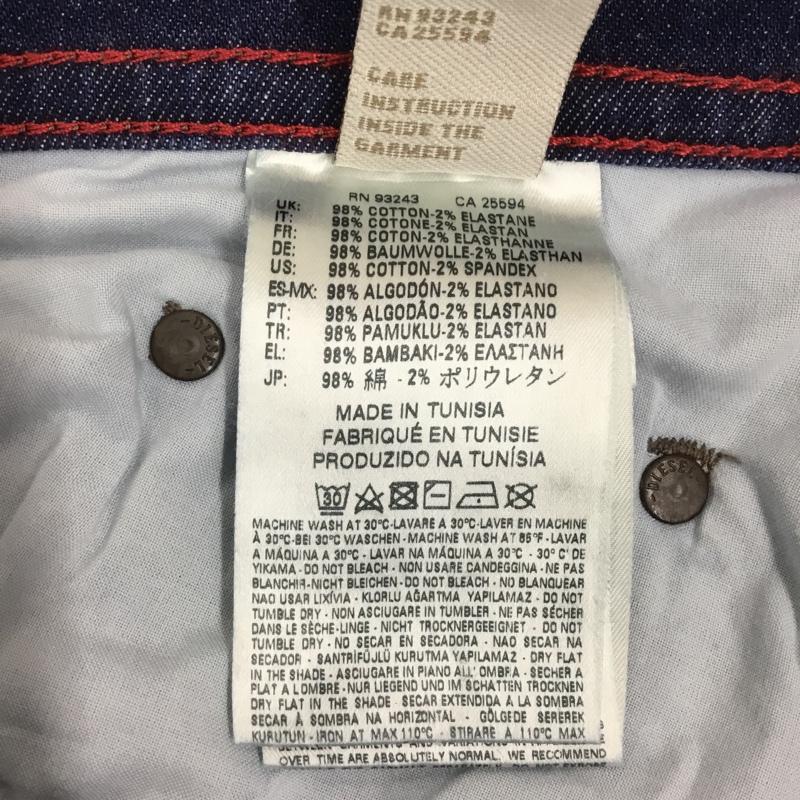 RN 93243
CA 25594
CARE
INSTRUCTION
INSIDE THE
GARMENT
RN 93243 CA 25594
UK: 98% COTTON-2% ELASTANE
IT: 98% COTONE-2% ELASTAN
FR: 98% COTON-2% ELASTHANNE
DE: 98% BAUMWOLLE-2% ELASTHAN
US: 98% COTTON-2% SPANDEX
ES-MX: 98% ALGODÓN-2% ELASTANO
PT: 98% ALGODÃO-2% ELASTANO
TR: 98% PAMUKLU-2% ELASTAN
EL: 98% BAMBAKI-2% ΕΛΑΣΤΑΝΗ
JP: 98% 綿 -2% ポリウレタン
MADE IN TUNISIA
FABRIQUÉ EN TUNISIE
PRODUZIDO NA TUNÍSIA
30
MACHINE WASH AT 30°C-LAVARE A 30°C-LAVER EN MACHINE
À 30°C-BEI 30°C WASCHEN-MACHINE WASH AT 86°F-LAVAR
A MÁQUINA A 30°C - LAVAR NA MÁQUINA A 30°C - 30° C' DE
YIKAMA-DO NOT BLEACH - NON USARE CANDEGGINA-NE PAS
BLANCHIR-NICHT BLEICHEN-DO NOT BLEACH - NO BLANQUEAR
NAO USAR LIXÍVIA - KLORLU AĞARTMA YAPILAMAZ - DO NOT
TUMBLE DRY - NON ASCIUGARE IN TUMBLER - NE PAS SÉCHER
DANS LE SÈCHE-LINGE - NICHT TROCKNERGEEIGNET - DO NOT
TUMBLE DRY - NO SECAR EN SECADORA - NAO SECAR NA
SECADOR - SANTRİFÜJLÜ KURUTMA YAPILAMAZ - DRY FLAT
IN THE SHADE - ASCIUGARE IN PIANO ALL' OMBRA - SECHER A
PLAT A L OMBRE-NUR LIEGEND UND IM SCHATTEN TROCKNEN
DRY FLAT IN THE SHADE - SECAR EXTENDIDA A LA SOMBRA
SECAR À SOMBRA NA HORIZONTAL - GÖLGEDE SEREREK
KURUTUN-IRON AT MAX 110°C - STIRARE A 110°C MAX
BETWEEN GARMENTS AND VARIATIONS IN
OVER TIME ARE ABSOLUTELY NORMAL. WE RECOMMEND
DIESEL
DIESEL